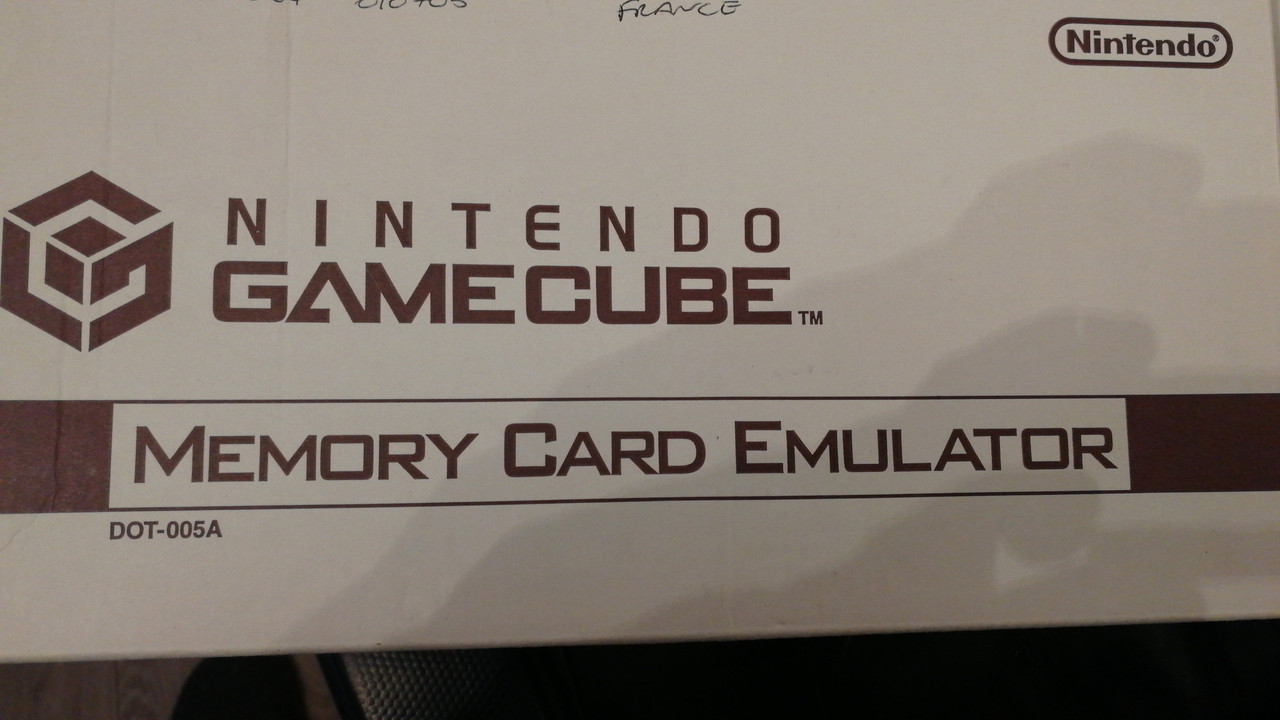 FRANCE
Nintendo®
NINTENDO
GAMECUBE™
MEMORY CARD EMULATOR
DOT-005A